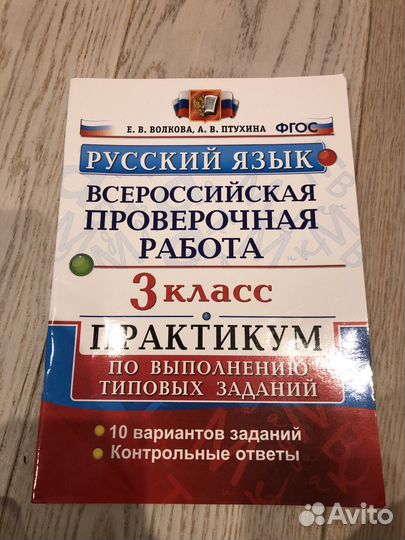 Е. В. ВОЛКОВА, А. В. ПТУХИНА ФГОС
РУССКИЙ ЯЗЫК
ВСЕРОССИЙСКАЯ
ПРОВЕРОЧНАЯ
РАБОТА
3 КЛАСС
ПРАКТИКУМ
ПО ВЫПОЛНЕНИЮ
ТИПОВЫХ ЗАДАНИЙ
10 вариантов заданий
Контрольные ответы
Avito